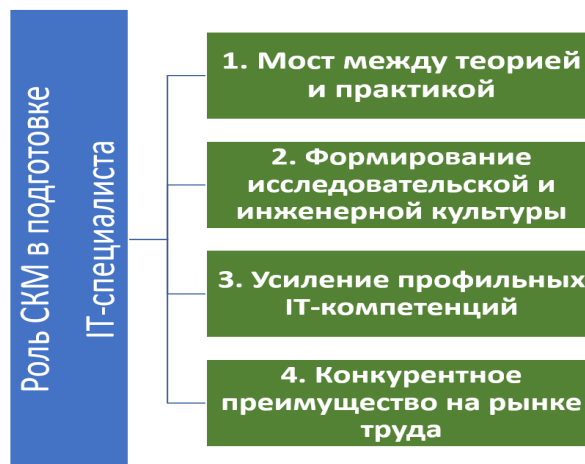 Роль СКМ в подготовке
IT-специалиста
1. Мост между теорией
и практикой
2. Формирование
исследовательской и
инженерной культуры
3. Усиление профильных
IT-компетенций
4. Конкурентное
преимущество на рынке
труда